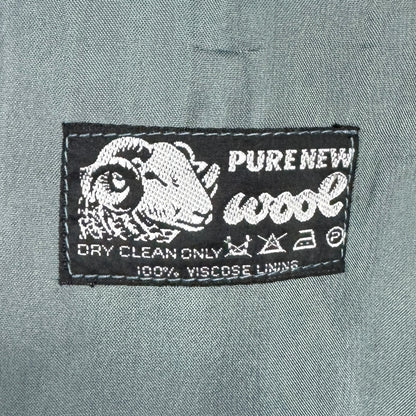 PURE NEW
wool
DRY CLEAN ONLY P
100% VISCOSE LINING